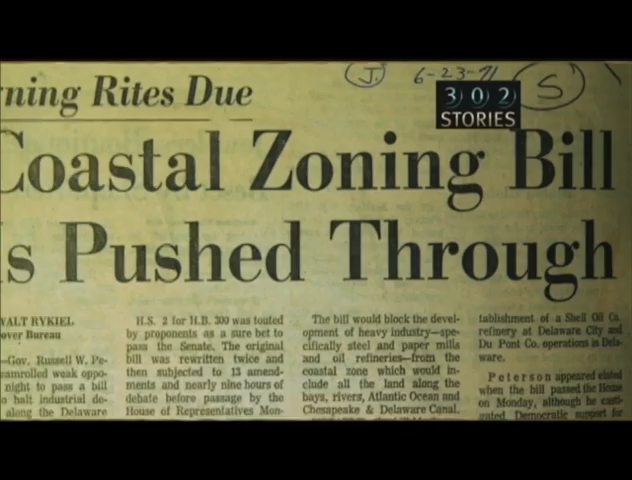 ning Rites Due
J.
6-23-71
S
3 0 2
STORIES
Coastal Zoning Bill
Is Pushed Through
WALT RYKIEL
over Bureau
—Gov. Russell W. Pe-
eamrolled weak oppo-
night to pass a bill
o halt industrial de-
along the Delaware
H.S. 2 for H.B. 300 was touted
by proponents as a sure bet to
pass the Senate. The original
bill was rewritten twice and
then subjected to 13 amend-
ments and nearly nine hours of
debate before passage by the
House of Representatives Mon-
The bill would block the devel-
opment of heavy industry—spe-
cifically steel and paper mills
and oil refineries—from the
coastal zone which would in-
clude all the land along the
bays, rivers, Atlantic Ocean and
Chesapeake & Delaware Canal.
tablishment of a Shell Oil Co.
refinery at Delaware City and
Du Pont Co. operations in Dela-
ware.
Peterson appeared elated
when the bill passed the House
on Monday, although he casti-
gated Democratic support for